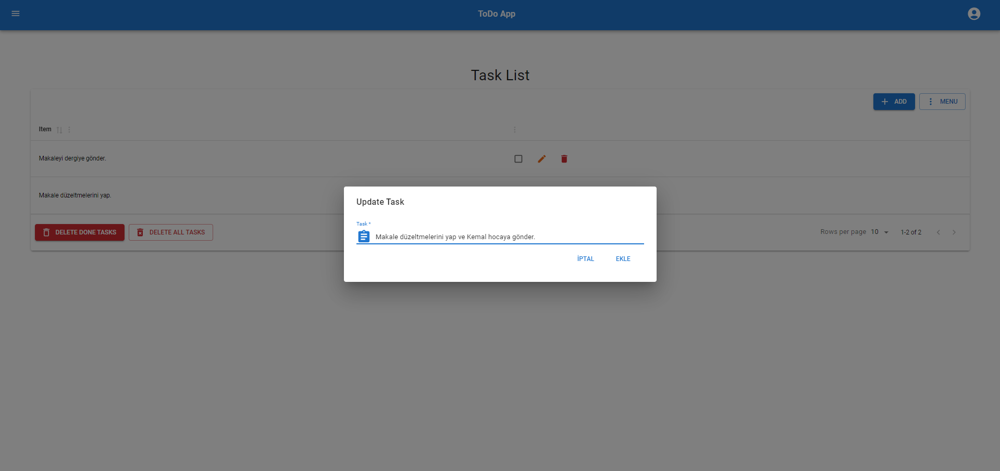 ToDo App
Task List
ADD
MENU
Item
Makaleyi dergiye gönder.
Makale düzeltmelerini yap.
Update Task
Task *
Makale düzeltmelerini yap ve Kemal hocaya gönder.
İPTAL
EKLE
DELETE DONE TASKS
DELETE ALL TASKS
Rows per page 10
1-2 of 2